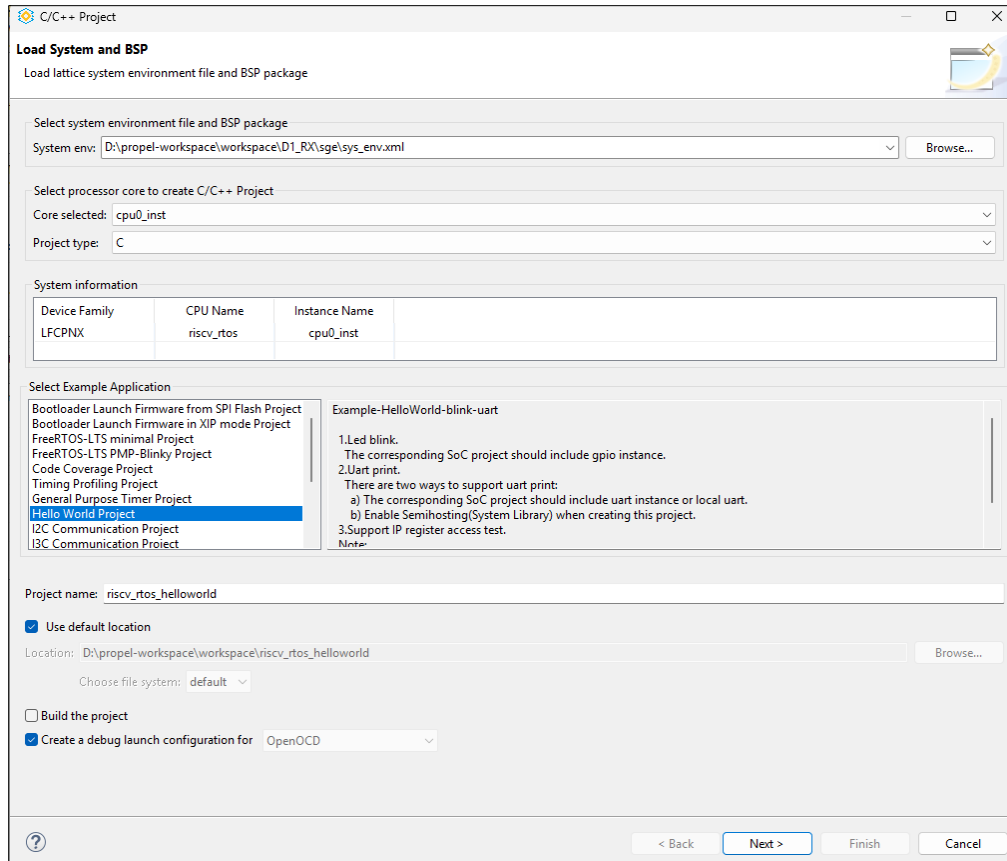 C/C++ Project
Load System and BSP
Load lattice system environment file and BSP package
Select system environment file and BSP package
System env: D:\propel-workspace\workspace\D1_RX\sge\sys_env.xml Browse...
Select processor core to create C/C++ Project
Core selected: cpu0_inst
Project type: C
System information
Device Family CPU Name Instance Name
LFCPNX riscv_rtos cpu0_inst
Select Example Application
Bootloader Launch Firmware from SPI Flash Project
Bootloader Launch Firmware in XIP mode Project
FreeRTOS-LTS minimal Project
FreeRTOS-LTS PMP-Blinky Project
Code Coverage Project
Timing Profiling Project
General Purpose Timer Project
Hello World Project
I2C Communication Project
I3C Communication Project
Example-HelloWorld-blink-uart
1.Led blink.
The corresponding SoC project should include gpio instance.
2.Uart print.
There are two ways to support uart print:
a) The corresponding SoC project should include uart instance or local uart.
b) Enable Semihosting(System Library) when creating this project.
3.Support IP register access test.
Note:
Project name: riscv_rtos_helloworld
Use default location
Location: D:\propel-workspace\workspace\riscv_rtos_helloworld Browse...
Choose file system: default
Build the project
Create a debug launch configuration for OpenOCD
? < Back Next > Finish Cancel